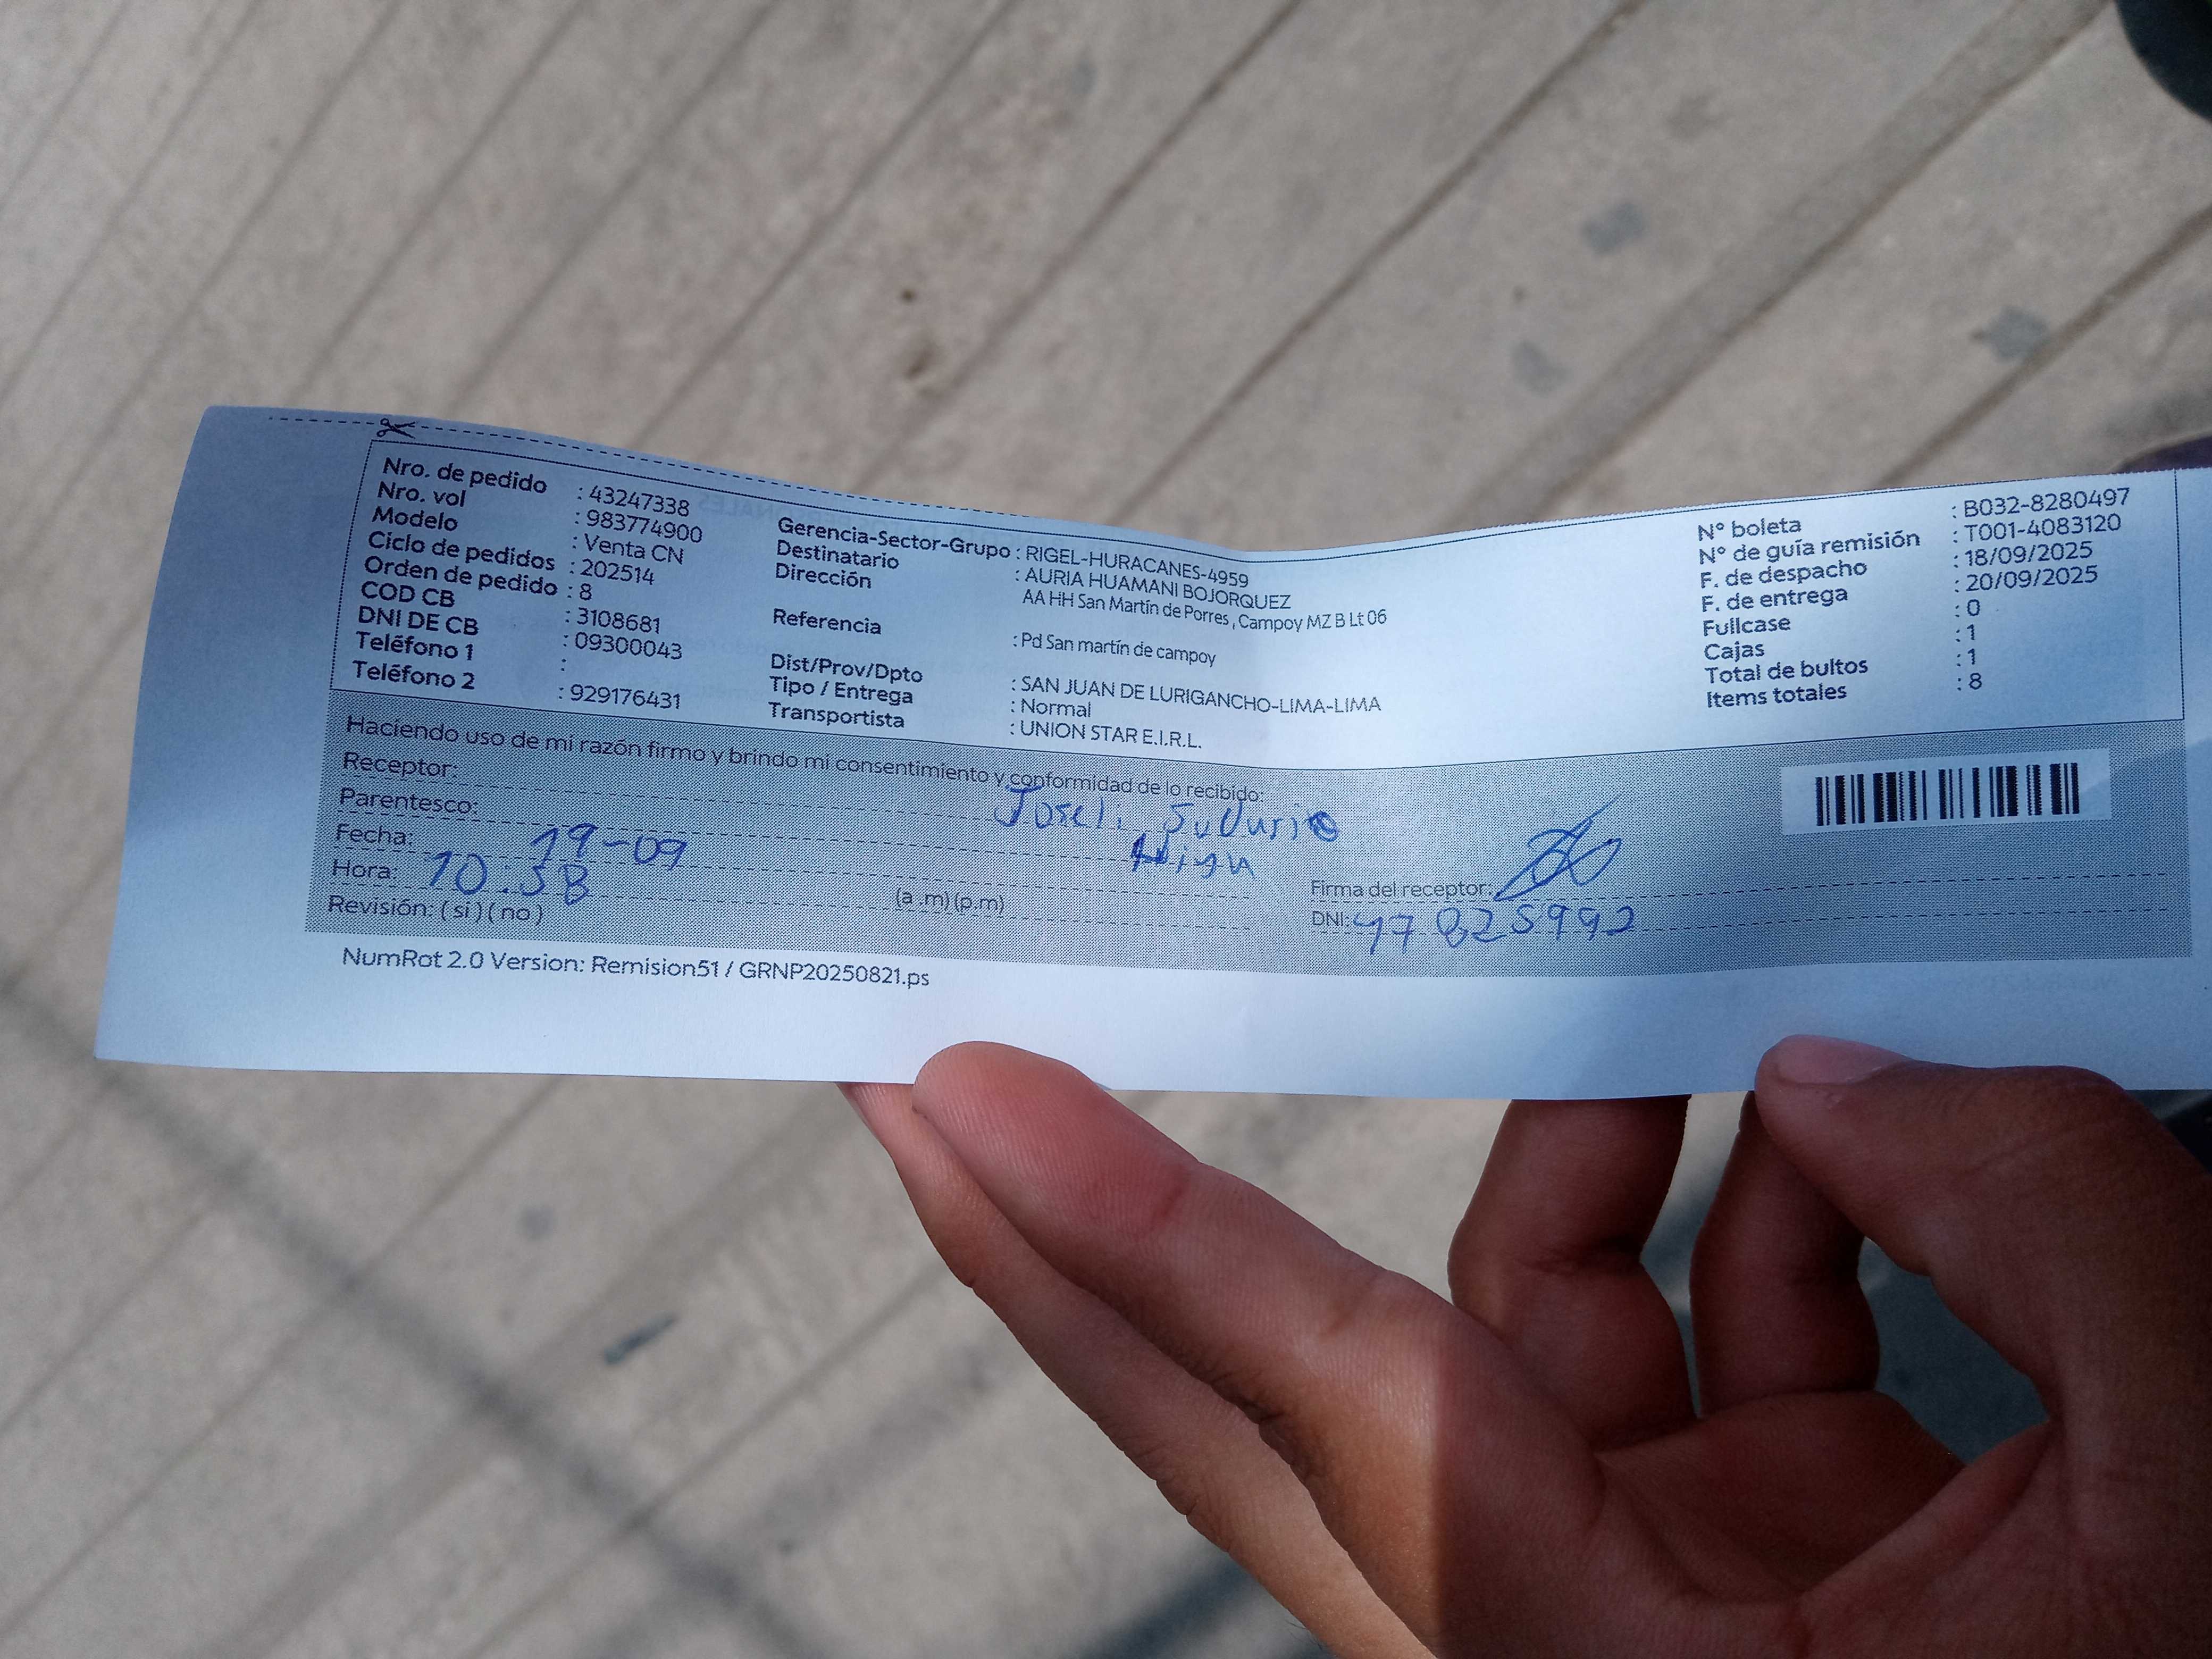 Nro. de pedido : 43247338
Nro. vol : 983774900
Modelo : Venta CN
Ciclo de pedidos : 202514
Orden de pedido : 8
COD CB : 3108681
DNI DE CB : 09300043
Teléfono 1 :
Teléfono 2 : 929176431
Gerencia-Sector-Grupo : RIGEL-HURACANES-4959
Destinatario : AURIA HUAMANI BOJORQUEZ
Dirección AA HH San Martín de Porres , Campoy MZ B Lt 06
Referencia : Pd San martín de campoy
Dist/Prov/Dpto : SAN JUAN DE LURIGANCHO-LIMA-LIMA
Tipo / Entrega : Normal
Transportista : UNION STAR E.I.R.L.
N° boleta : B032-8280497
N° de guía remisión : T001-4083120
F. de despacho : 18/09/2025
F. de entrega : 20/09/2025
Fullcase : 0
Cajas : 1
Total de bultos : 1
Items totales : 8
Haciendo uso de mi razón firmo y brindo mi consentimiento y conformidad de lo recibido:
Receptor:
Parentesco:
Fecha: 19-09
Hora: 10:38 (a .m) (p.m)
Revisión: ( si ) ( no )
Firma del receptor:
DNI: 47825992
NumRot 2.0 Version: Remision51 / GRNP20250821.ps